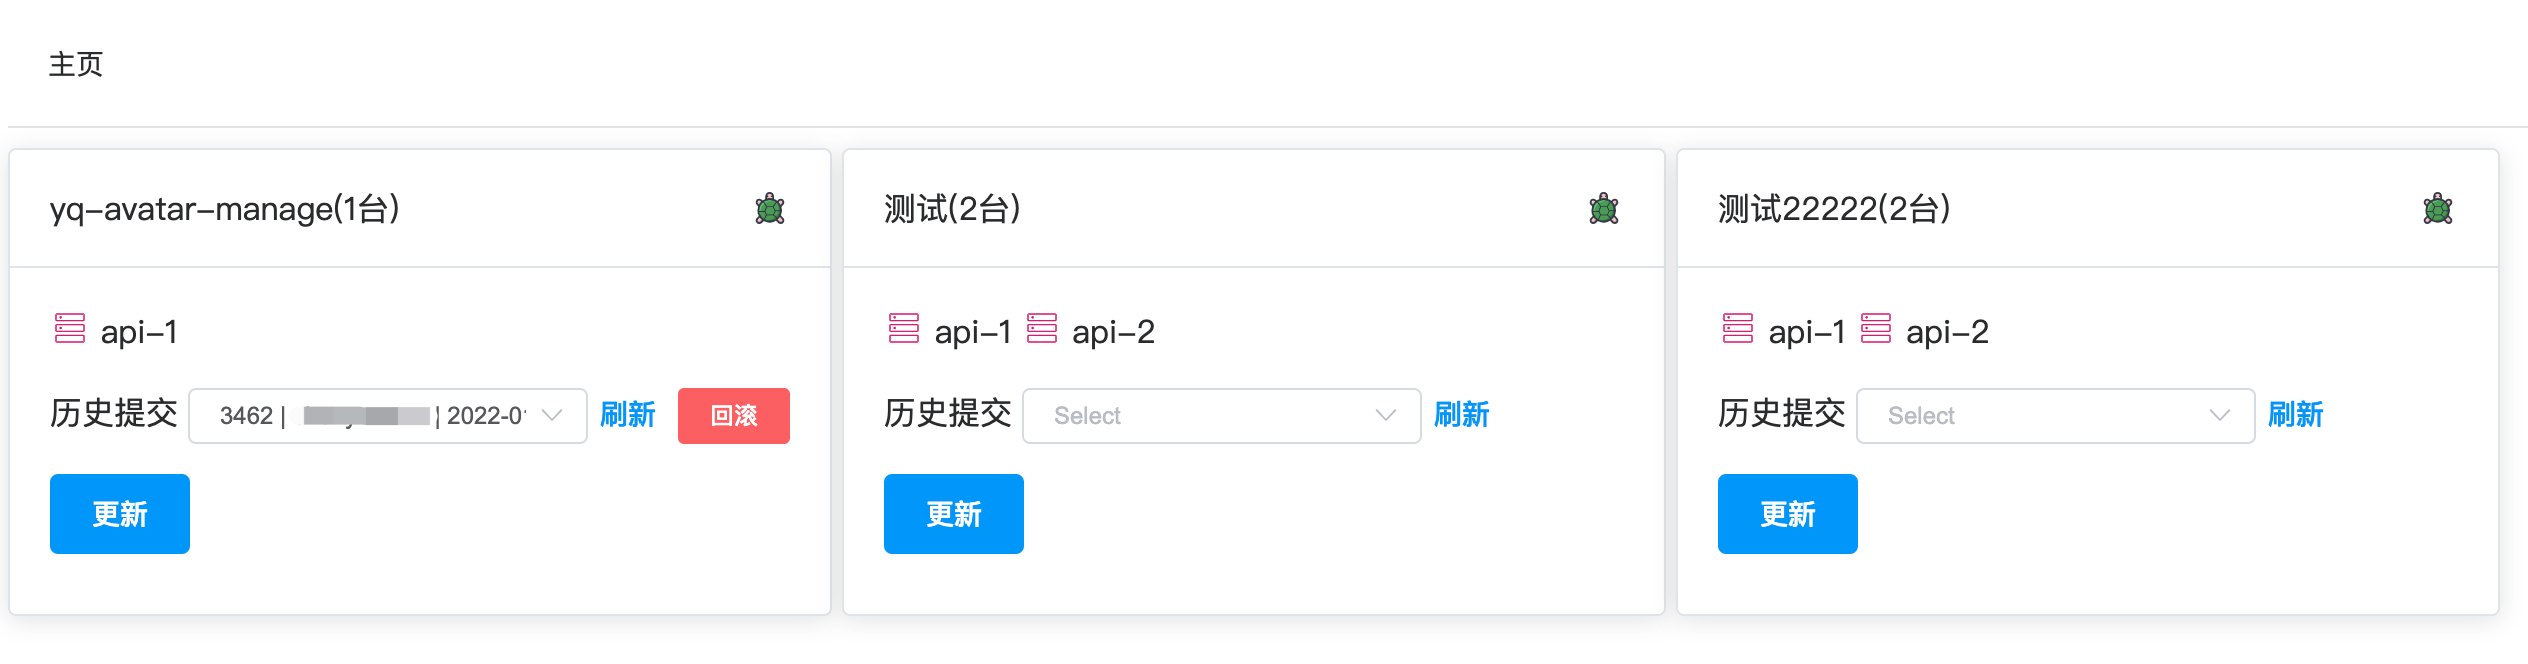 主页
yq-avatar-manage(1台)
api-1
历史提交 3462 | | 2022-0 刷新 回滚
更新
测试(2台)
api-1 api-2
历史提交 Select 刷新
更新
测试22222(2台)
api-1 api-2
历史提交 Select 刷新
更新